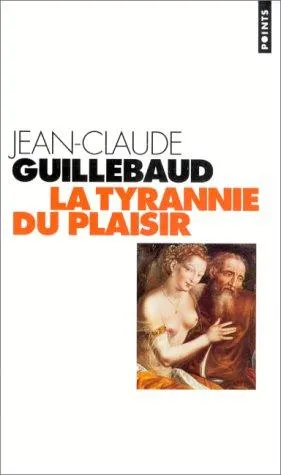 POINTS
JEAN-CLAUDE
GUILLEBAUD
LA TYRANNIE
DU PLAISIR